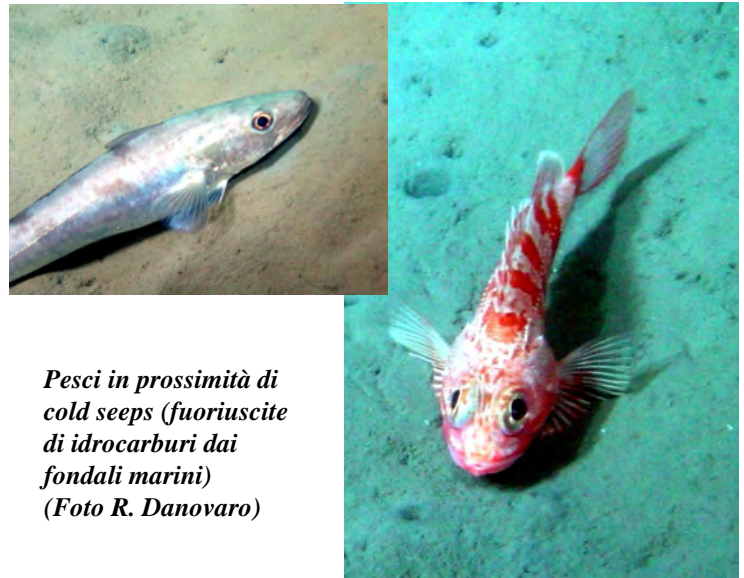 Pesci in prossimità di
cold seeps (fuoriuscite
di idrocarburi dai
fondali marini)
(Foto R. Danovaro)